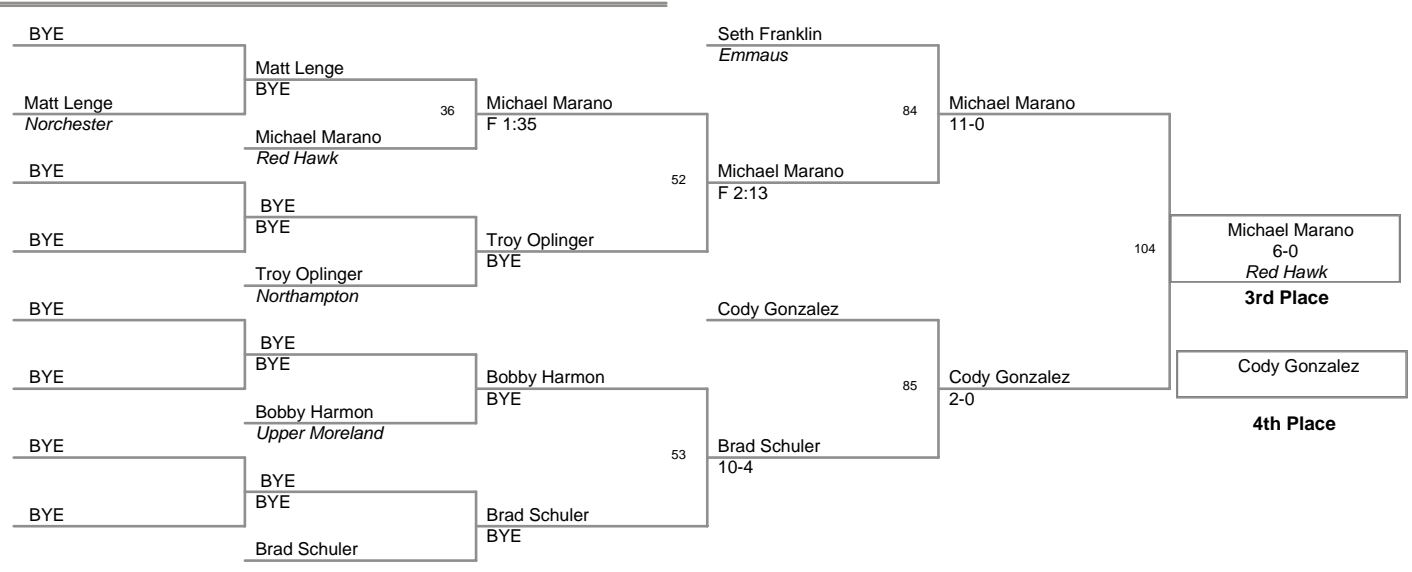 BYE
Matt Lenge
Norchester
BYE
BYE
BYE
BYE
BYE
BYE
Matt Lenge
BYE
36
Michael Marano
Red Hawk
BYE
BYE
Troy Oplinger
Northampton
BYE
BYE
Bobby Harmon
Upper Moreland
BYE
BYE
Brad Schuler
Michael Marano
F 1:35
52
Troy Oplinger
BYE
Bobby Harmon
BYE
53
Brad Schuler
BYE
Seth Franklin
Emmaus
84
Michael Marano
F 2:13
Cody Gonzalez
85
Brad Schuler
10-4
Michael Marano
11-0
104
Cody Gonzalez
2-0
Michael Marano
6-0
Red Hawk
3rd Place
Cody Gonzalez
4th Place